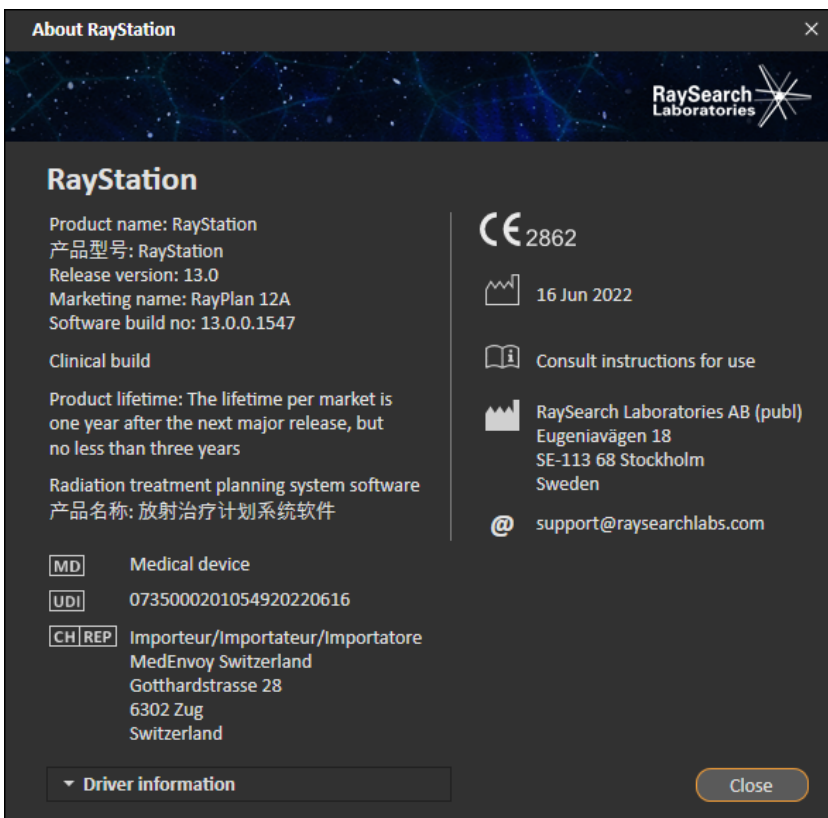 About RayStation
RaySearch
Laboratories
RayStation
Product name: RayStation
产品型号: RayStation
Release version: 13.0
Marketing name: RayPlan 12A
Software build no: 13.0.0.1547
Clinical build
Product lifetime: The lifetime per market is
one year after the next major release, but
no less than three years
Radiation treatment planning system software
产品名称: 放射治疗计划系统软件
CE 2862
16 Jun 2022
Consult instructions for use
RaySearch Laboratories AB (publ)
Eugeniavägen 18
SE-113 68 Stockholm
Sweden
@ support@raysearchlabs.com
MD Medical device
UDI 0735000201054920220616
CH REP Importeur/Importateur/Importatore
MedEnvoy Switzerland
Gotthardstrasse 28
6302 Zug
Switzerland
Driver information
Close